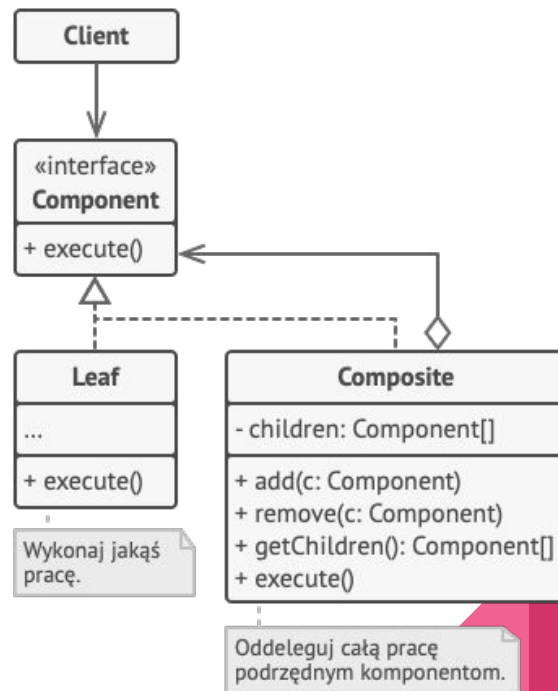 Client
«interface»
Component
+ execute()
Leaf
...
+ execute()
Wykonaj jakąś
pracę.
Composite
- children: Component[]
+ add(c: Component)
+ remove(c: Component)
+ getChildren(): Component[]
+ execute()
Oddeleguj całą pracę
podrzędnym komponentom.